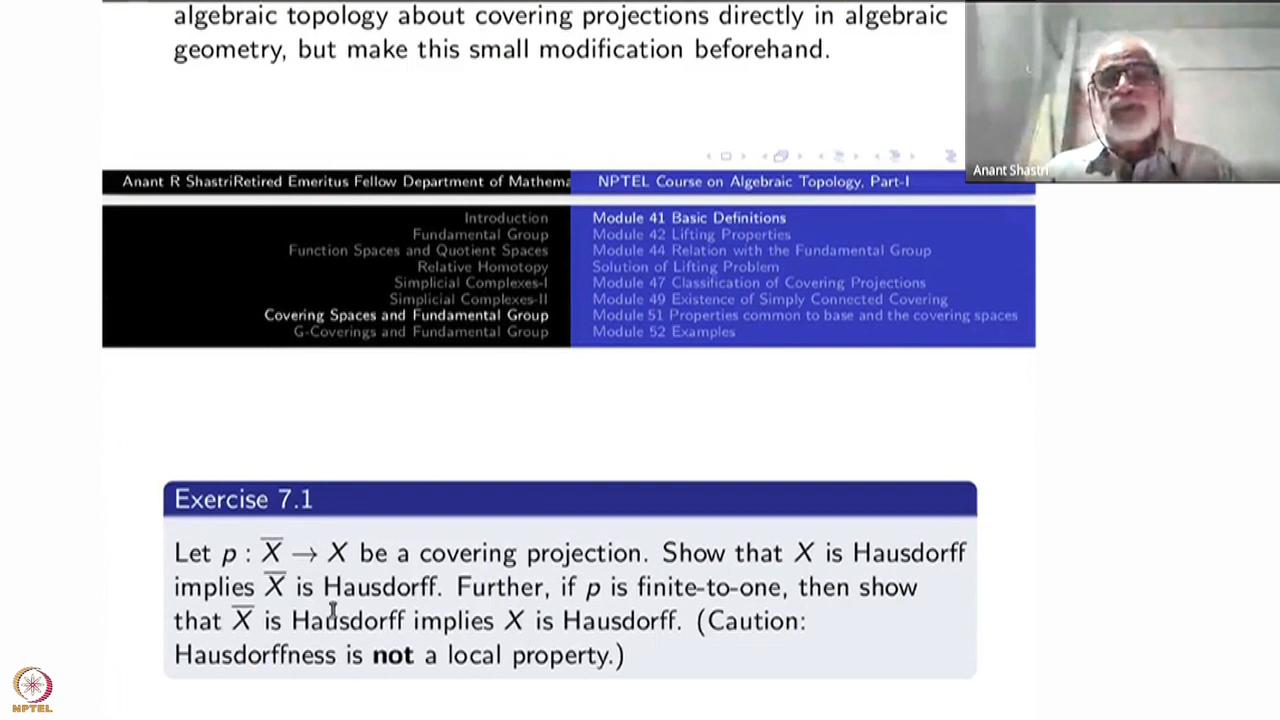 algebraic topology about covering projections directly in algebraic
geometry, but make this small modification beforehand.
Anant Shastri
Anant R ShastriRetired Emeritus Fellow Department of Mathema
NPTEL Course on Algebraic Topology, Part-I
Introduction
Fundamental Group
Function Spaces and Quotient Spaces
Relative Homotopy
Simplicial Complexes-I
Simplicial Complexes-II
Covering Spaces and Fundamental Group
G-Coverings and Fundamental Group
Module 41 Basic Definitions
Module 42 Lifting Properties
Module 44 Relation with the Fundamental Group
Solution of Lifting Problem
Module 47 Classification of Covering Projections
Module 49 Existence of Simply Connected Covering
Module 51 Properties common to base and the covering spaces
Module 52 Examples
Exercise 7.1
Let p : X̅ → X be a covering projection. Show that X is Hausdorff
implies X̅ is Hausdorff. Further, if p is finite-to-one, then show
that X̅ is Hausdorff implies X is Hausdorff. (Caution:
Hausdorffness is not a local property.)
NPTEL